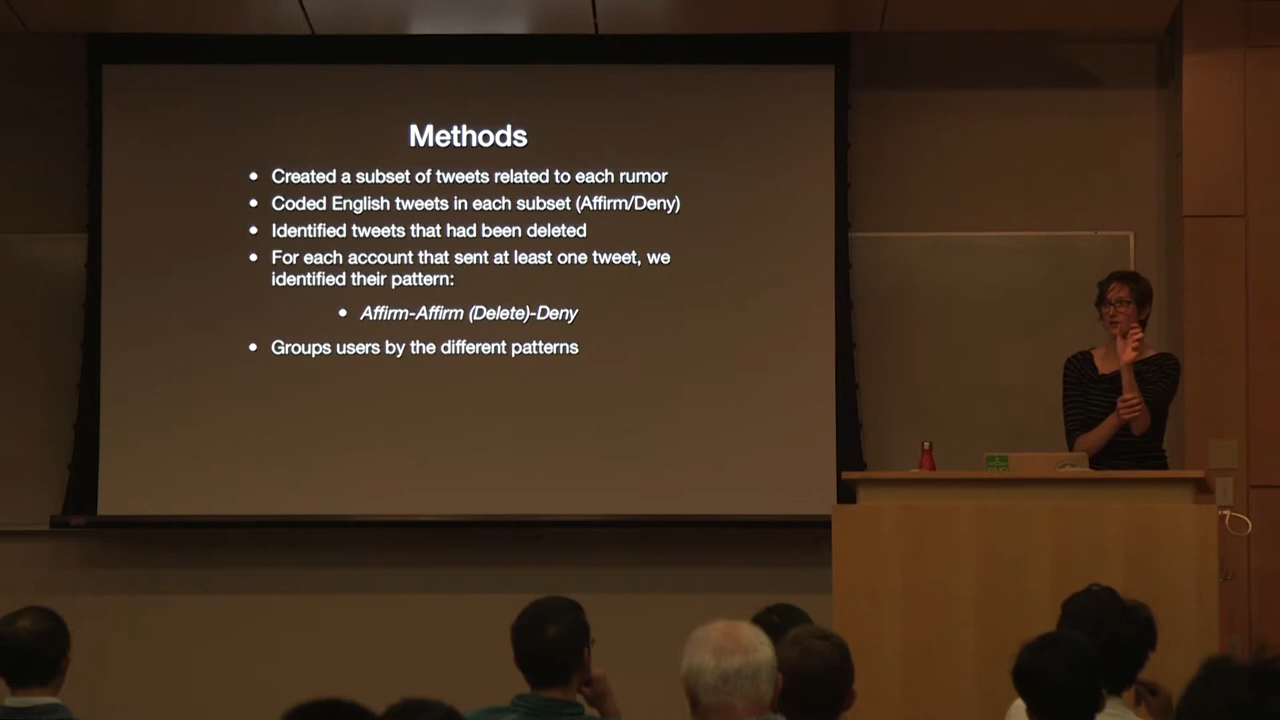 Methods
• Created a subset of tweets related to each rumor
• Coded English tweets in each subset (Affirm/Deny)
• Identified tweets that had been deleted
• For each account that sent at least one tweet, we
identified their pattern:
• Affirm-Affirm (Delete)-Deny
• Groups users by the different patterns